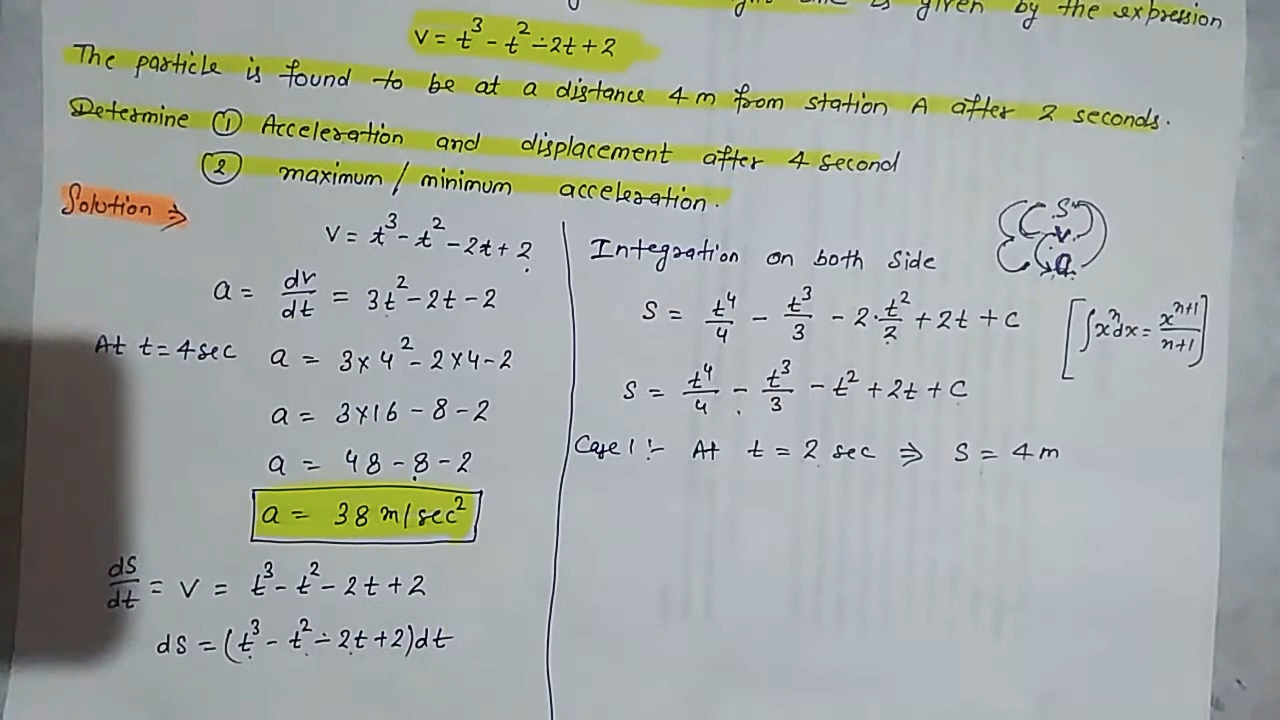 is given by the expression
v = t³ - t² - 2t + 2
The particle is found to be at a distance 4 m from station A after 2 seconds.
Determine ① Acceleration and displacement after 4 second
② maximum / minimum acceleration.
Solution ⇒
v = t³ - t² - 2t + 2
a = dv/dt = 3t² - 2t - 2
At t = 4 sec a = 3 × 4² - 2 × 4 - 2
a = 3 × 16 - 8 - 2
a = 48 - 8 - 2
a = 38 m/sec²
ds/dt = v = t³ - t² - 2t + 2
ds = (t³ - t² - 2t + 2)dt
Integration on both side
S = t⁴/4 - t³/3 - 2·t²/2 + 2t + C
[∫xⁿdx = xⁿ⁺¹/n+1]
S = t⁴/4 - t³/3 - t² + 2t + C
Case 1 :- At t = 2 sec ⇒ S = 4 m
S
v
a